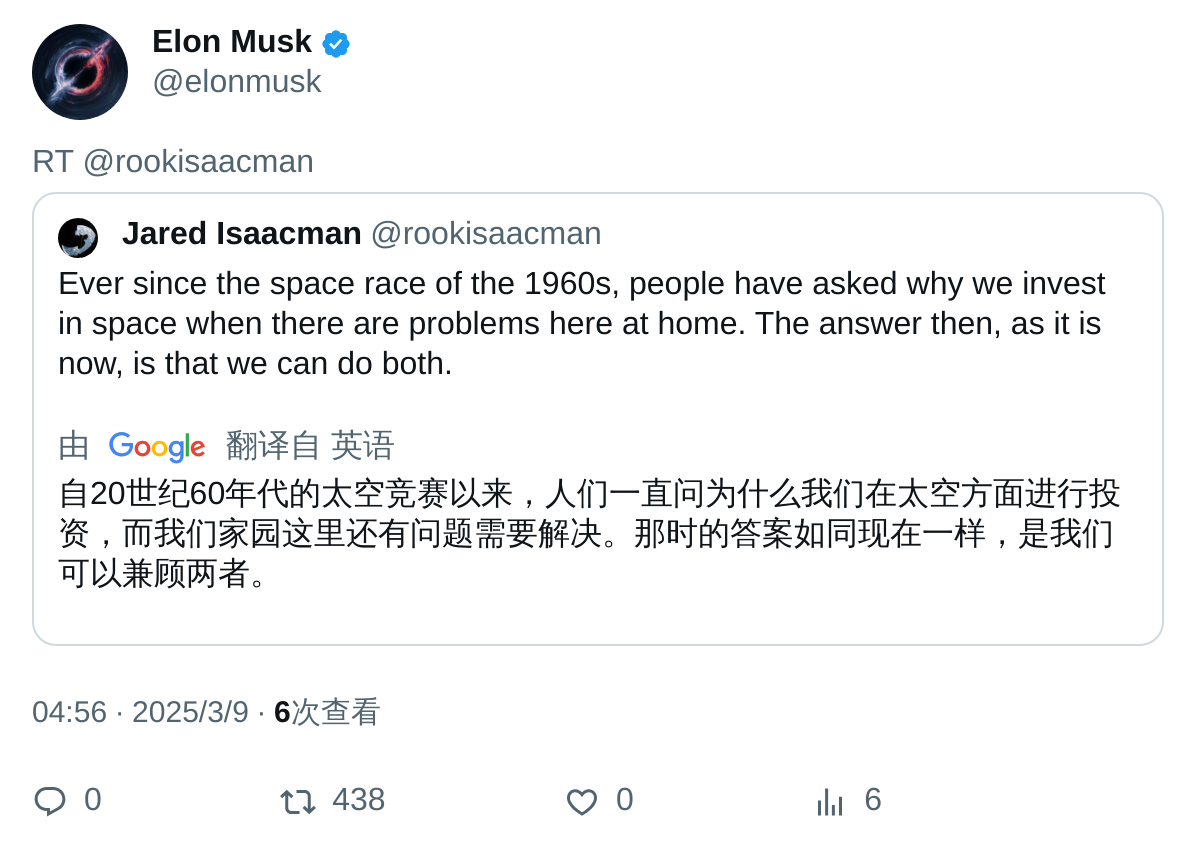 Elon Musk
@elonmusk
RT @rookisaacman
Jared Isaacman @rookisaacman
Ever since the space race of the 1960s, people have asked why we invest
in space when there are problems here at home. The answer then, as it is
now, is that we can do both.
由 Google 翻译自 英语
自20世纪60年代的太空竞赛以来，人们一直问为什么我们在太空方面进行投
资，而我们家园这里还有问题需要解决。那时的答案如同现在一样，是我们
可以兼顾两者。
04:56 · 2025/3/9 · 6次查看
0 438 0 6